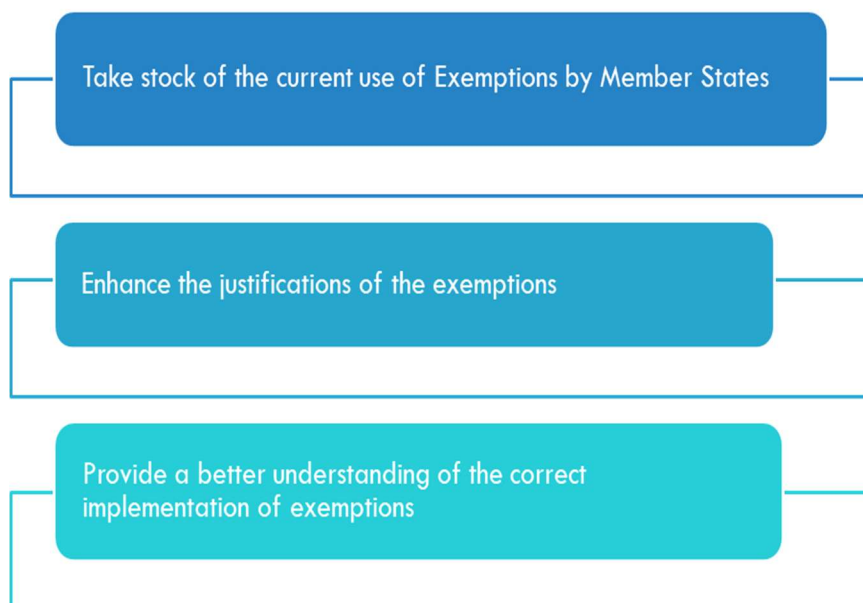 Take stock of the current use of Exemptions by Member States
Enhance the justifications of the exemptions
Provide a better understanding of the correct
implementation of exemptions